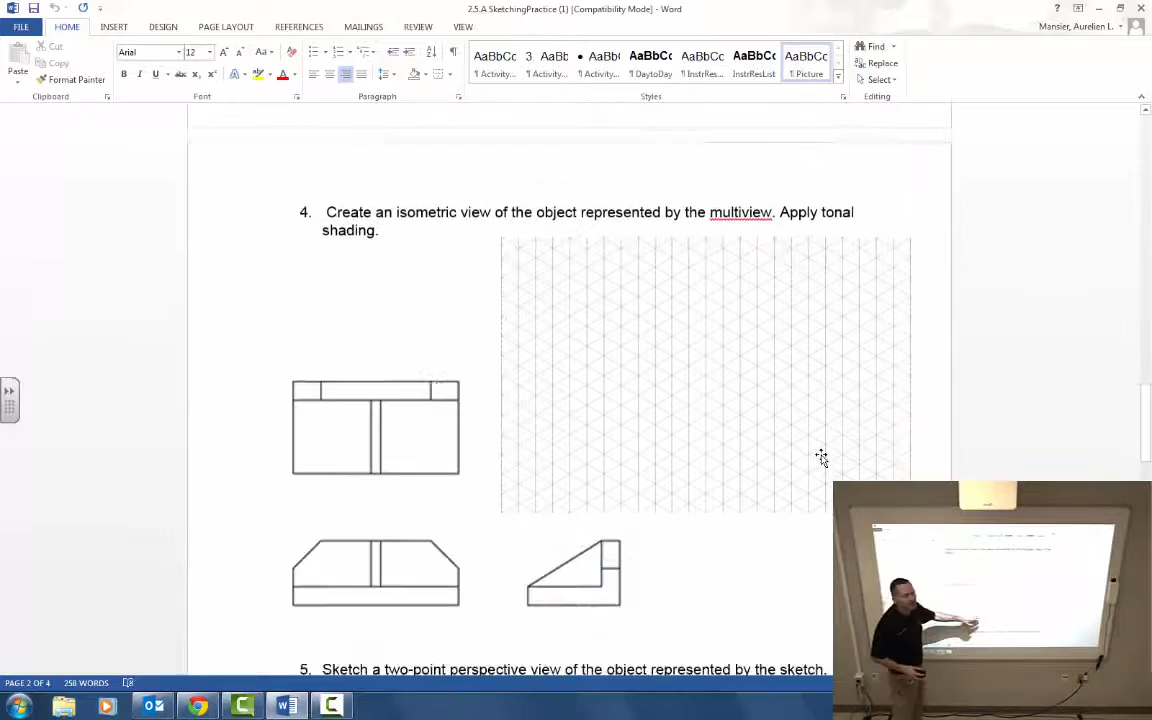 2.5.A SketchingPractice (1) [Compatibility Mode] - Word
FILE HOME INSERT DESIGN PAGE LAYOUT REFERENCES MAILINGS REVIEW VIEW
Mansier, Aurelien L.
Paste
Cut
Copy
Format Painter
Clipboard
Arial 12
Font
Paragraph
AaBbCc 3. AaBb • AaBb( AaBbCc AaBbCc AaBbCc AaBbCc
¶ Activity... ¶ Activity... ¶ Activity... ¶ DaytoDay ¶ InstrRes... InstrResList ¶ Picture
Styles
Find
Replace
Select
Editing
4. Create an isometric view of the object represented by the multiview. Apply tonal
shading.
5. Sketch a two-point perspective view of the object represented by the sketch.
PAGE 2 OF 4 258 WORDS